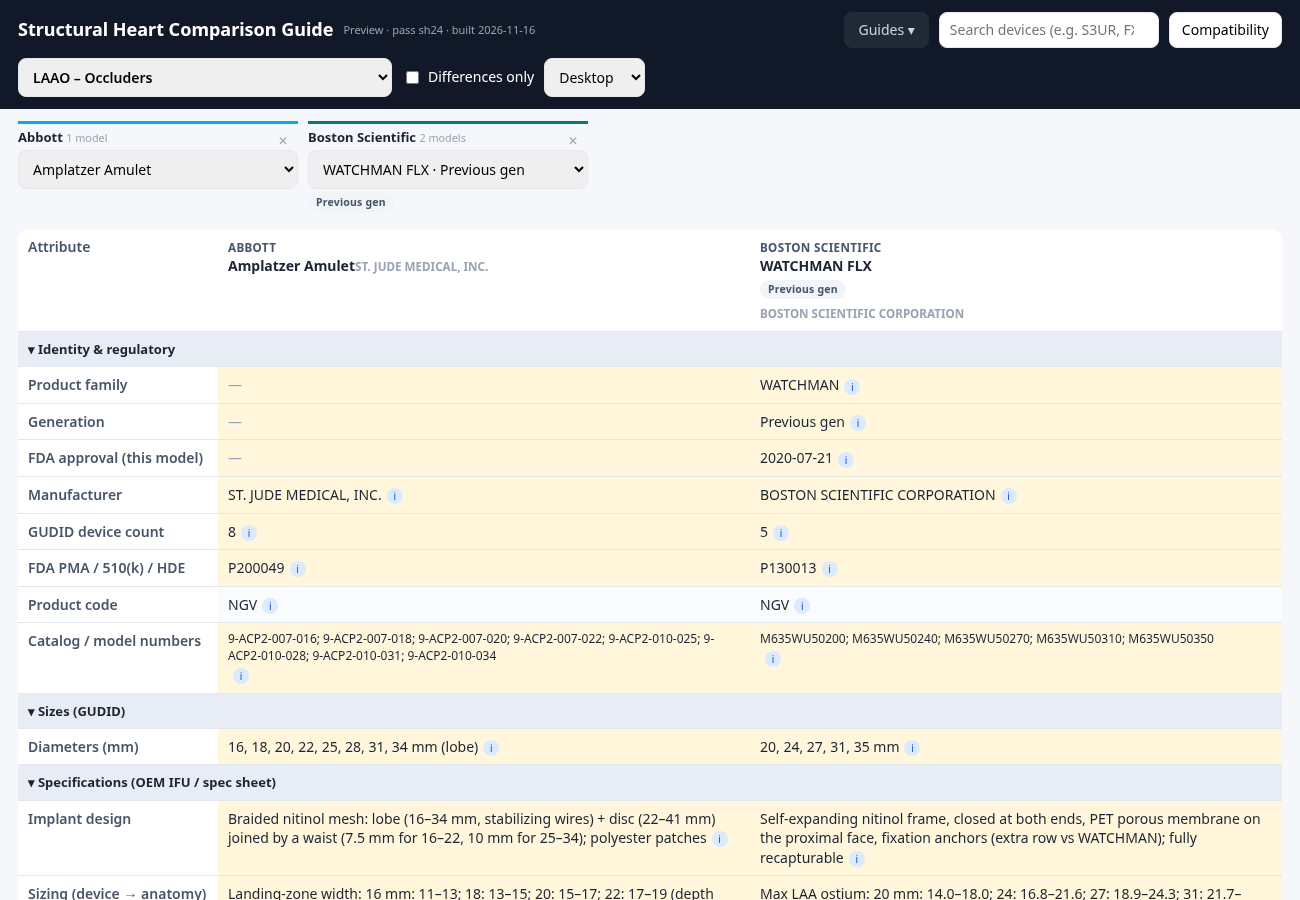 Structural Heart Comparison Guide Preview · pass sh24 · built 2026-11-16
Guides ▾
Search devices (e.g. S3UR, F
Compatibility
LAAO – Occluders
Differences only
Desktop
Abbott 1 model ×
Amplatzer Amulet
Boston Scientific 2 models ×
WATCHMAN FLX · Previous gen
Previous gen
Attribute
ABBOTT
Amplatzer Amulet ST. JUDE MEDICAL, INC.
BOSTON SCIENTIFIC
WATCHMAN FLX
Previous gen
BOSTON SCIENTIFIC CORPORATION
▾ Identity & regulatory
Product family — WATCHMAN i
Generation — Previous gen i
FDA approval (this model) — 2020-07-21 i
Manufacturer ST. JUDE MEDICAL, INC. i BOSTON SCIENTIFIC CORPORATION i
GUDID device count 8 i 5 i
FDA PMA / 510(k) / HDE P200049 i P130013 i
Product code NGV i NGV i
Catalog / model numbers
9-ACP2-007-016; 9-ACP2-007-018; 9-ACP2-007-020; 9-ACP2-007-022; 9-ACP2-010-025; 9-
ACP2-010-028; 9-ACP2-010-031; 9-ACP2-010-034
i
M635WU50200; M635WU50240; M635WU50270; M635WU50310; M635WU50350
i
▾ Sizes (GUDID)
Diameters (mm) 16, 18, 20, 22, 25, 28, 31, 34 mm (lobe) i 20, 24, 27, 31, 35 mm i
▾ Specifications (OEM IFU / spec sheet)
Implant design
Braided nitinol mesh: lobe (16–34 mm, stabilizing wires) + disc (22–41 mm)
joined by a waist (7.5 mm for 16–22, 10 mm for 25–34); polyester patches i
Self-expanding nitinol frame, closed at both ends, PET porous membrane on
the proximal face, fixation anchors (extra row vs WATCHMAN); fully
recapturable i
Sizing (device → anatomy)
Landing-zone width: 16 mm: 11–13; 18: 13–15; 20: 15–17; 22: 17–19 (depth
Max LAA ostium: 20 mm: 14.0–18.0; 24: 16.8–21.6; 27: 18.9–24.3; 31: 21.7–